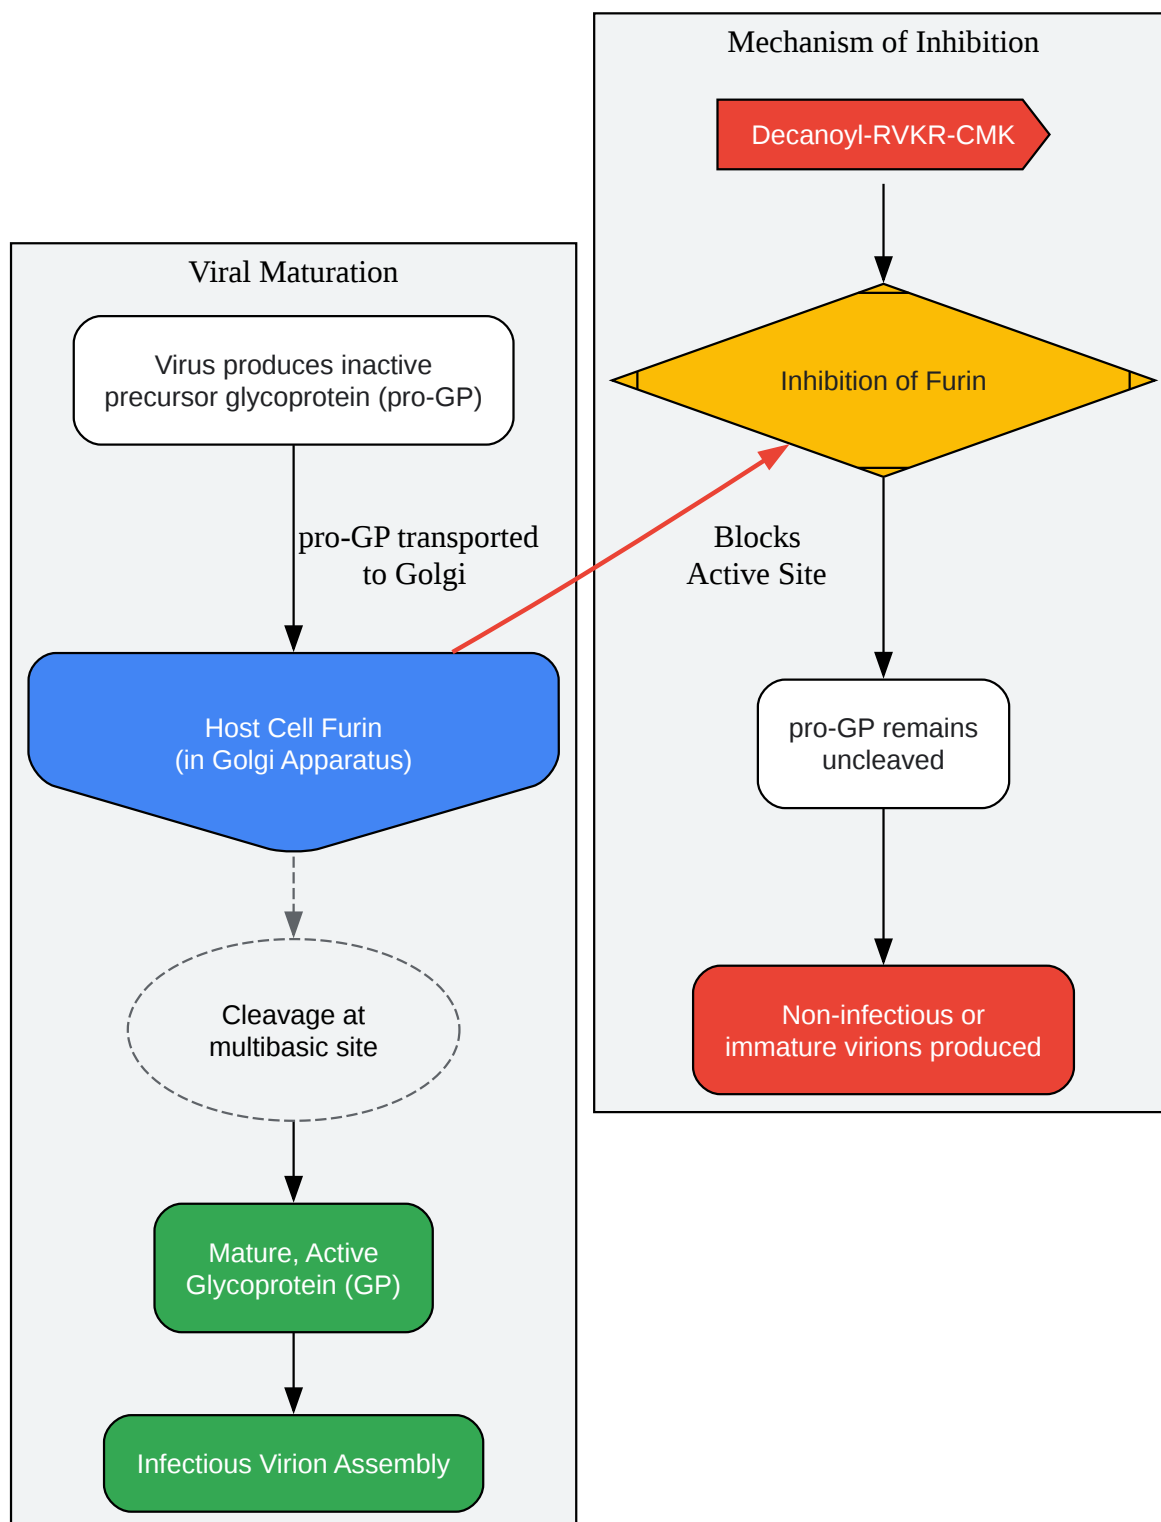 Viral Maturation
Virus produces inactive
precursor glycoprotein (pro-GP)
pro-GP transported
to Golgi
Host Cell Furin
(in Golgi Apparatus)
Cleavage at
multibasic site
Mature, Active
Glycoprotein (GP)
Infectious Virion Assembly
Mechanism of Inhibition
Decanoyl-RVKR-CMK
Inhibition of Furin
Blocks
Active Site
pro-GP remains
uncleaved
Non-infectious or
immature virions produced